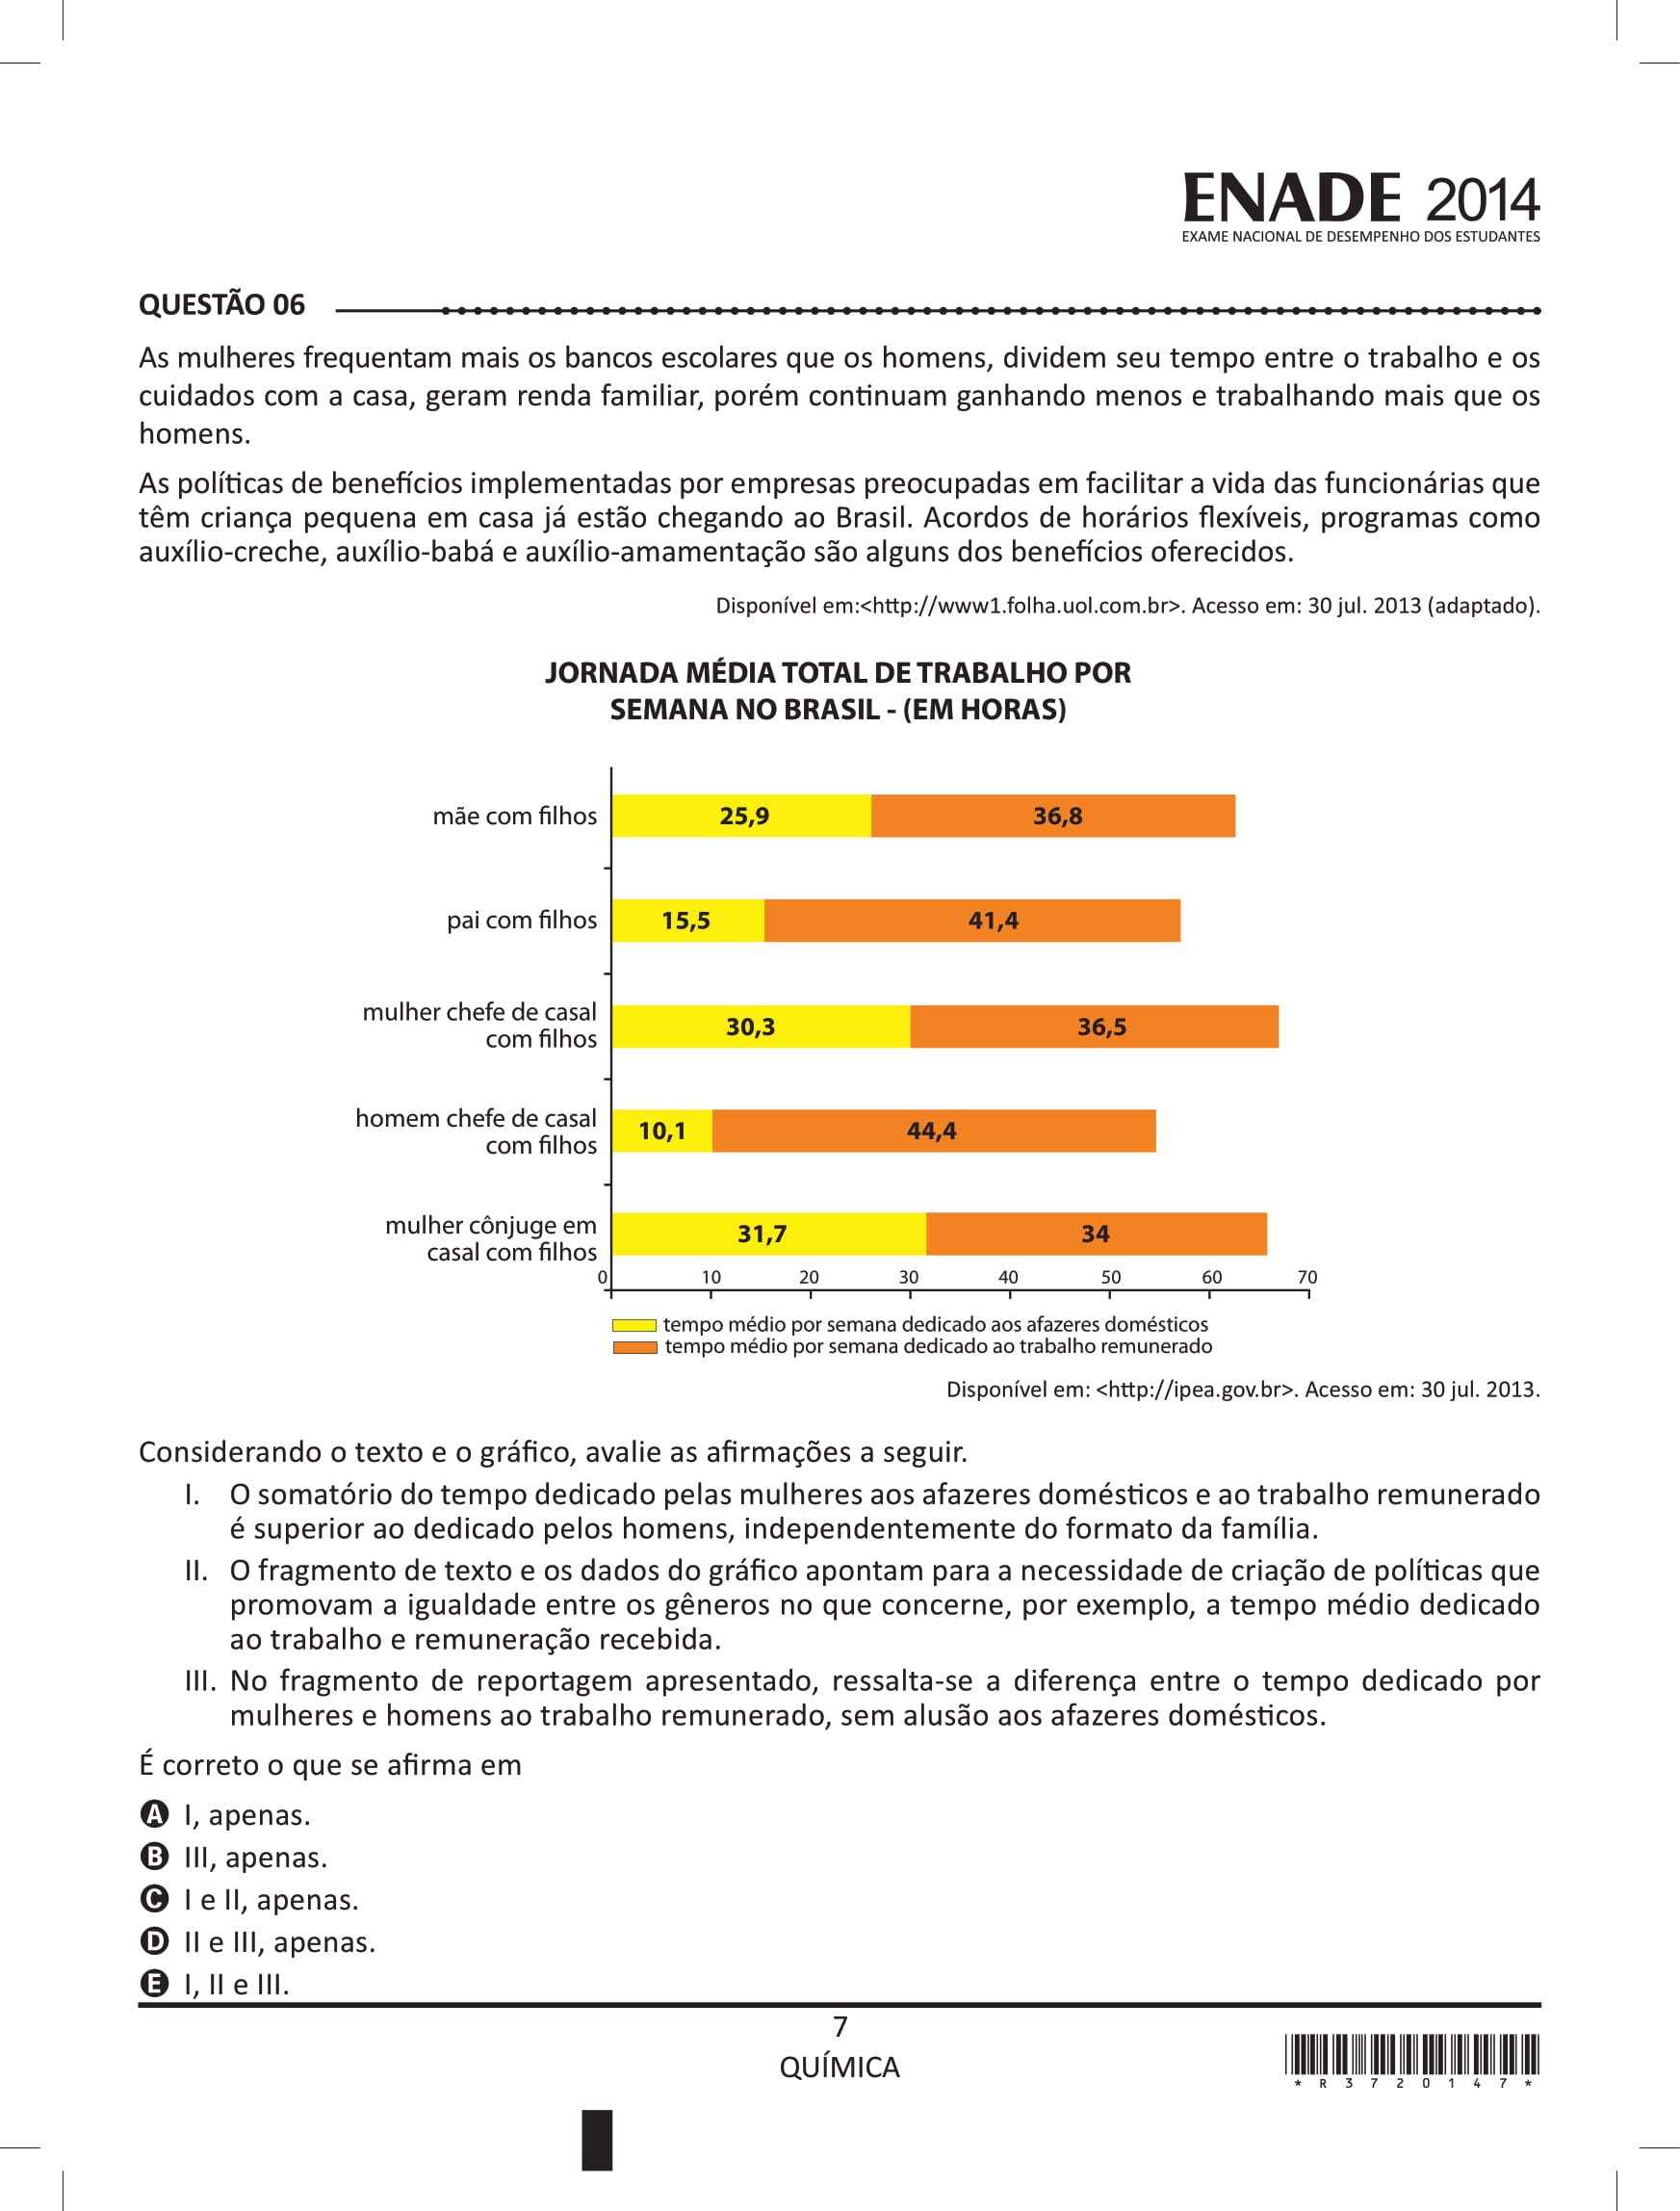 ENADE 2014
EXAME NACIONAL DE DESEMPENHO DOS ESTUDANTES
QUESTÃO 06
As mulheres frequentam mais os bancos escolares que os homens, dividem seu tempo entre o trabalho e os
cuidados com a casa, geram renda familiar, porém continuam ganhando menos e trabalhando mais que os
homens.
As políticas de benefícios implementadas por empresas preocupadas em facilitar a vida das funcionárias que
têm criança pequena em casa já estão chegando ao Brasil. Acordos de horários flexíveis, programas como
auxílio-creche, auxílio-babá e auxílio-amamentação são alguns dos benefícios oferecidos.
Disponível em:<http://www1.folha.uol.com.br>. Acesso em: 30 jul. 2013 (adaptado).
JORNADA MÉDIA TOTAL DE TRABALHO POR
SEMANA NO BRASIL - (EM HORAS)
mãe com filhos 25,9 36,8
pai com filhos 15,5 41,4
mulher chefe de casal
com filhos 30,3 36,5
homem chefe de casal
com filhos 10,1 44,4
mulher cônjuge em
casal com filhos 31,7 34
0 10 20 30 40 50 60 70
tempo médio por semana dedicado aos afazeres domésticos
tempo médio por semana dedicado ao trabalho remunerado
Disponível em: <http://ipea.gov.br>. Acesso em: 30 jul. 2013.
Considerando o texto e o gráfico, avalie as afirmações a seguir.
I. O somatório do tempo dedicado pelas mulheres aos afazeres domésticos e ao trabalho remunerado
é superior ao dedicado pelos homens, independentemente do formato da família.
II. O fragmento de texto e os dados do gráfico apontam para a necessidade de criação de políticas que
promovam a igualdade entre os gêneros no que concerne, por exemplo, a tempo médio dedicado
ao trabalho e remuneração recebida.
III. No fragmento de reportagem apresentado, ressalta-se a diferença entre o tempo dedicado por
mulheres e homens ao trabalho remunerado, sem alusão aos afazeres domésticos.
É correto o que se afirma em
A I, apenas.
B III, apenas.
C I e II, apenas.
D II e III, apenas.
E I, II e III.
7
QUÍMICA
* R 3 7 2 0 1 4 7 *